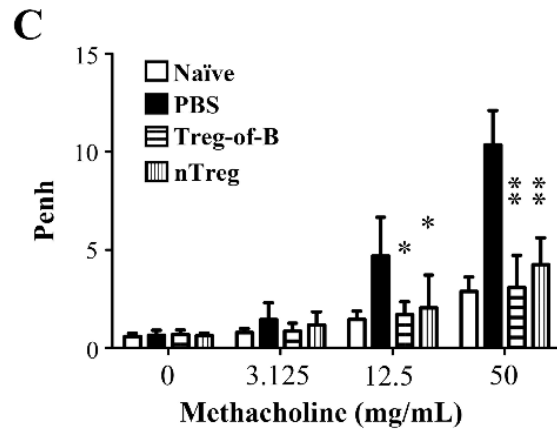 C
15
10
5
0
Penh
Naïve
PBS
Treg-of-B
nTreg
* *
** **
0 3.125 12.5 50
Methacholine (mg/mL)